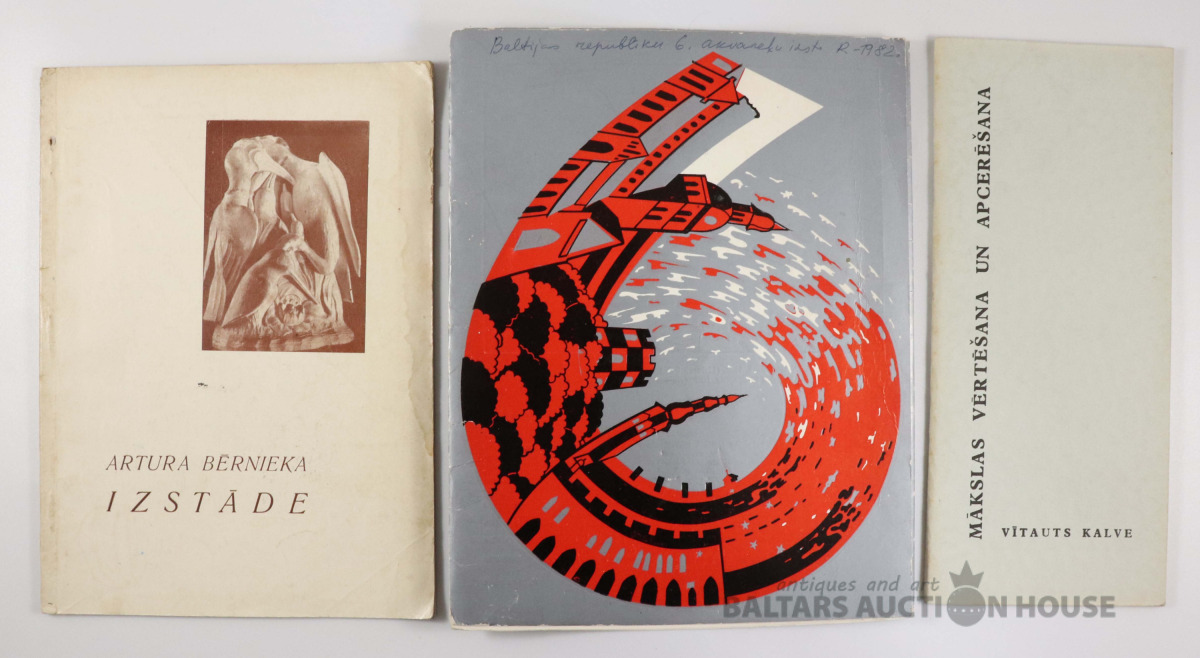 ARTURA BĒRNIEKA
IZSTĀDE
Baltijas republiku 6. akvareļu izst. R.-1982.
MĀKSLAS VĒRTĒŠANA UN APCERĒŠANA
VĪTAUTS KALVE
antiques and art
BALTARS AUCTION HOUSE